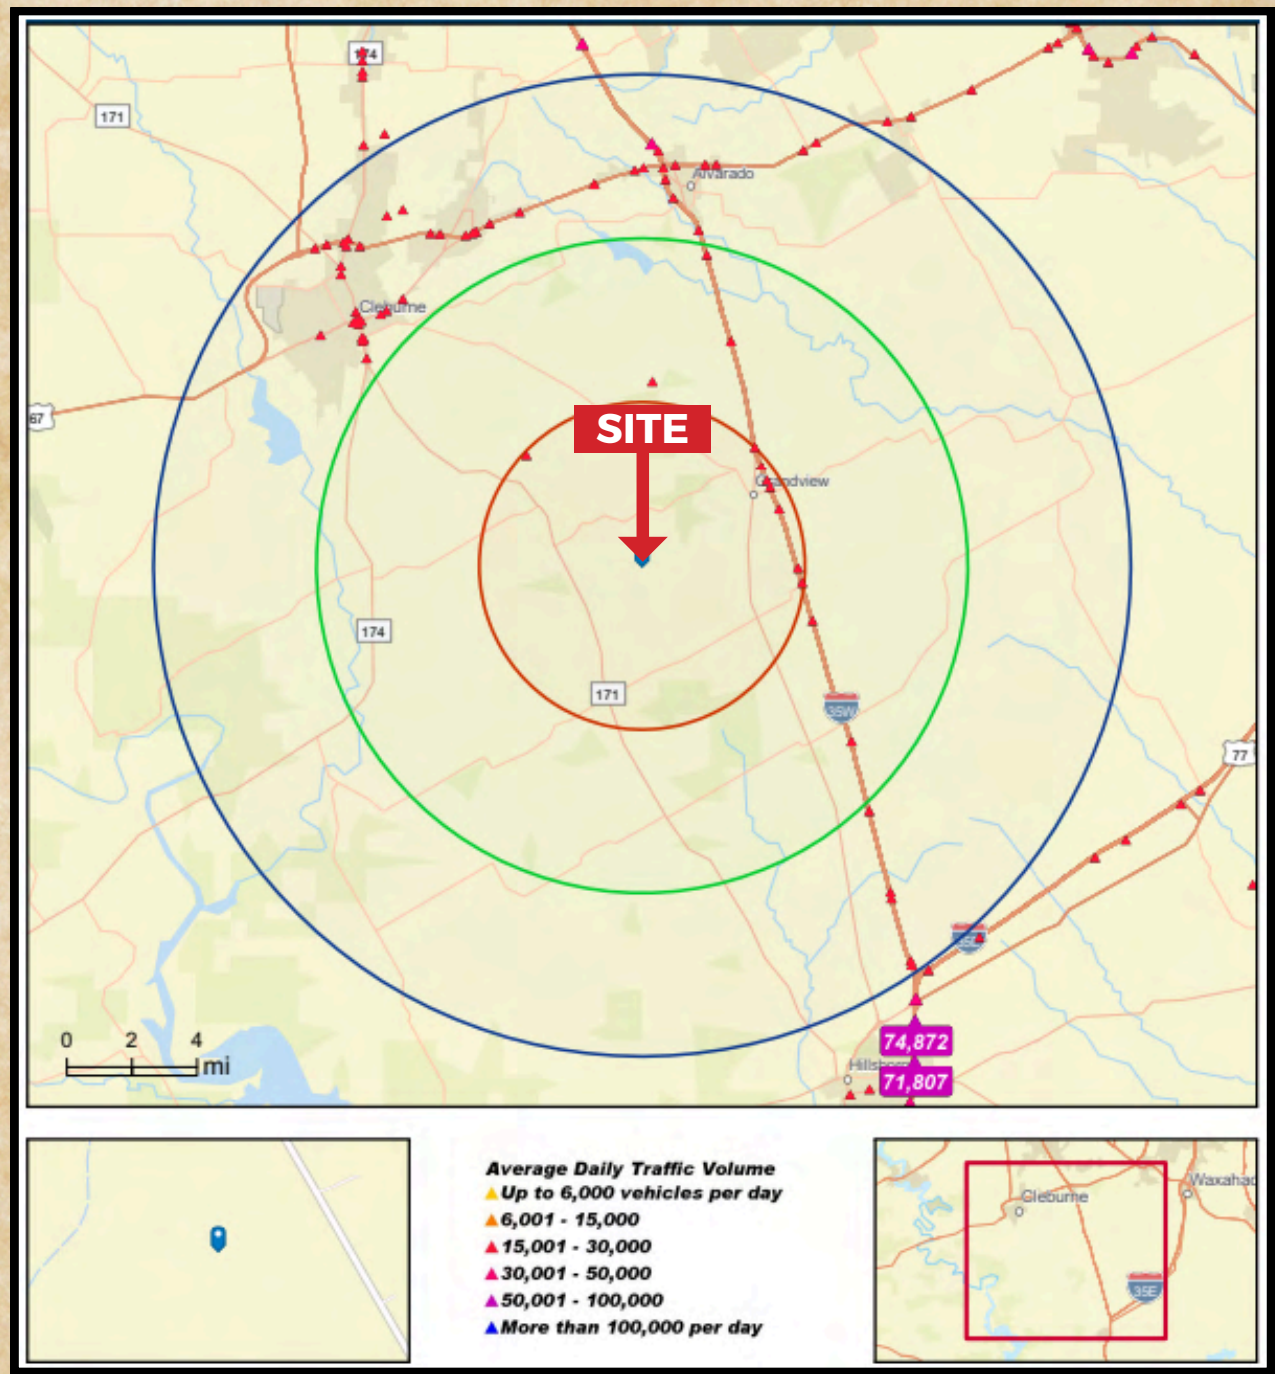 174
171
Alvarado
Cleburne
67
SITE
Grandview
174
171
35W
77
35E
0 2 4
mi
74,872
Hillsboro
71,807
Average Daily Traffic Volume
Up to 6,000 vehicles per day
6,001 - 15,000
15,001 - 30,000
30,001 - 50,000
50,001 - 100,000
More than 100,000 per day
Waxahac
Cleburne
35E